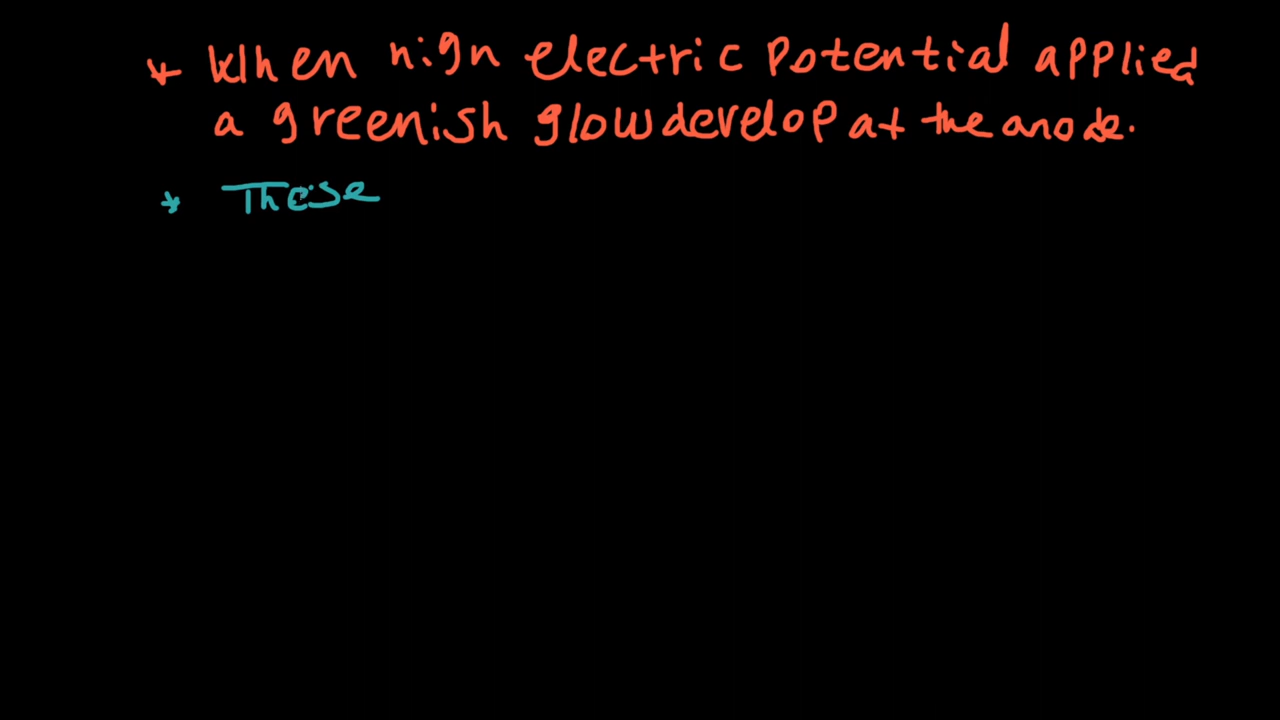 * When high electric potential applied
a greenish glow develop at the anode.
* These